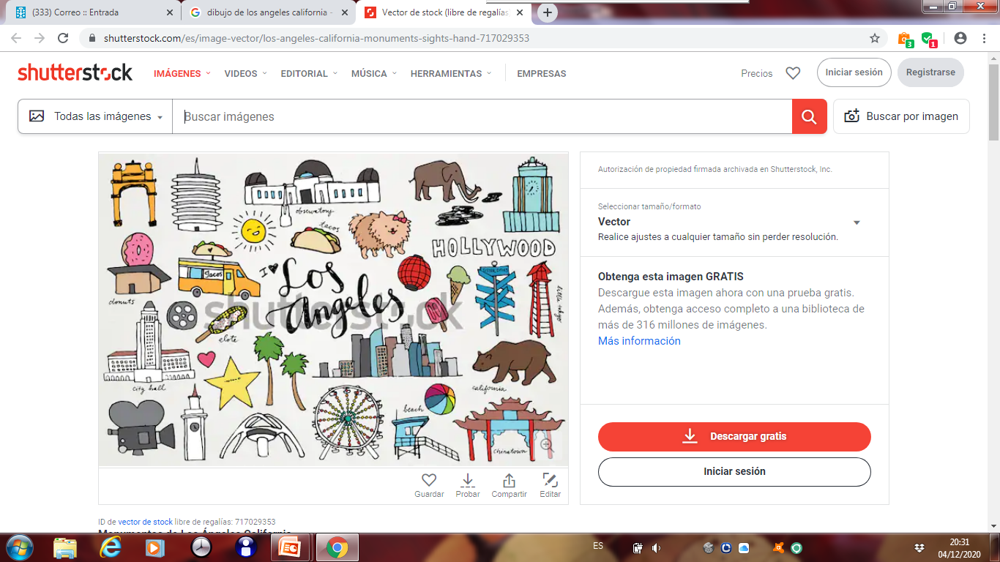 (333) Correo :: Entrada
dibujo de los angeles california -
Vector de stock (libre de regalías
shutterstock.com/es/image-vector/los-angeles-california-monuments-sights-hand-717029353
3
1
shutterstock
IMÁGENES
VIDEOS
EDITORIAL
MÚSICA
HERRAMIENTAS
EMPRESAS
Precios
Iniciar sesión
Registrarse
Todas las imágenes
Buscar imágenes
Buscar por imagen
observatory
tacos
HOLLYWOOD
Tacos
I
Los
Angeles
SISTER CITIES
little tokyo
donuts
shutterstock
elote
city hall
california
beach
Chinatown
Autorización de propiedad firmada archivada en Shutterstock, Inc.
Seleccionar tamaño/formato
Vector
Realice ajustes a cualquier tamaño sin perder resolución.
Obtenga esta imagen GRATIS
Descargue esta imagen ahora con una prueba gratis.
Además, obtenga acceso completo a una biblioteca de
más de 316 millones de imágenes.
Más información
Descargar gratis
Iniciar sesión
Guardar
Probar
Compartir
Editar
ID de vector de stock libre de regalías: 717029353
Monumentos de Los Ángeles California
ES
20:31
04/12/2020